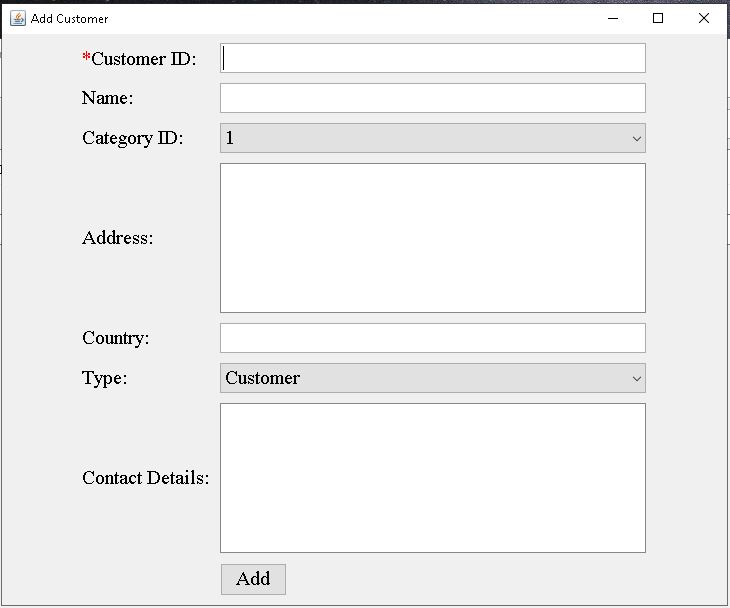 Add Customer
*Customer ID:
Name:
Category ID: 1
Address:
Country:
Type: Customer
Contact Details:
Add